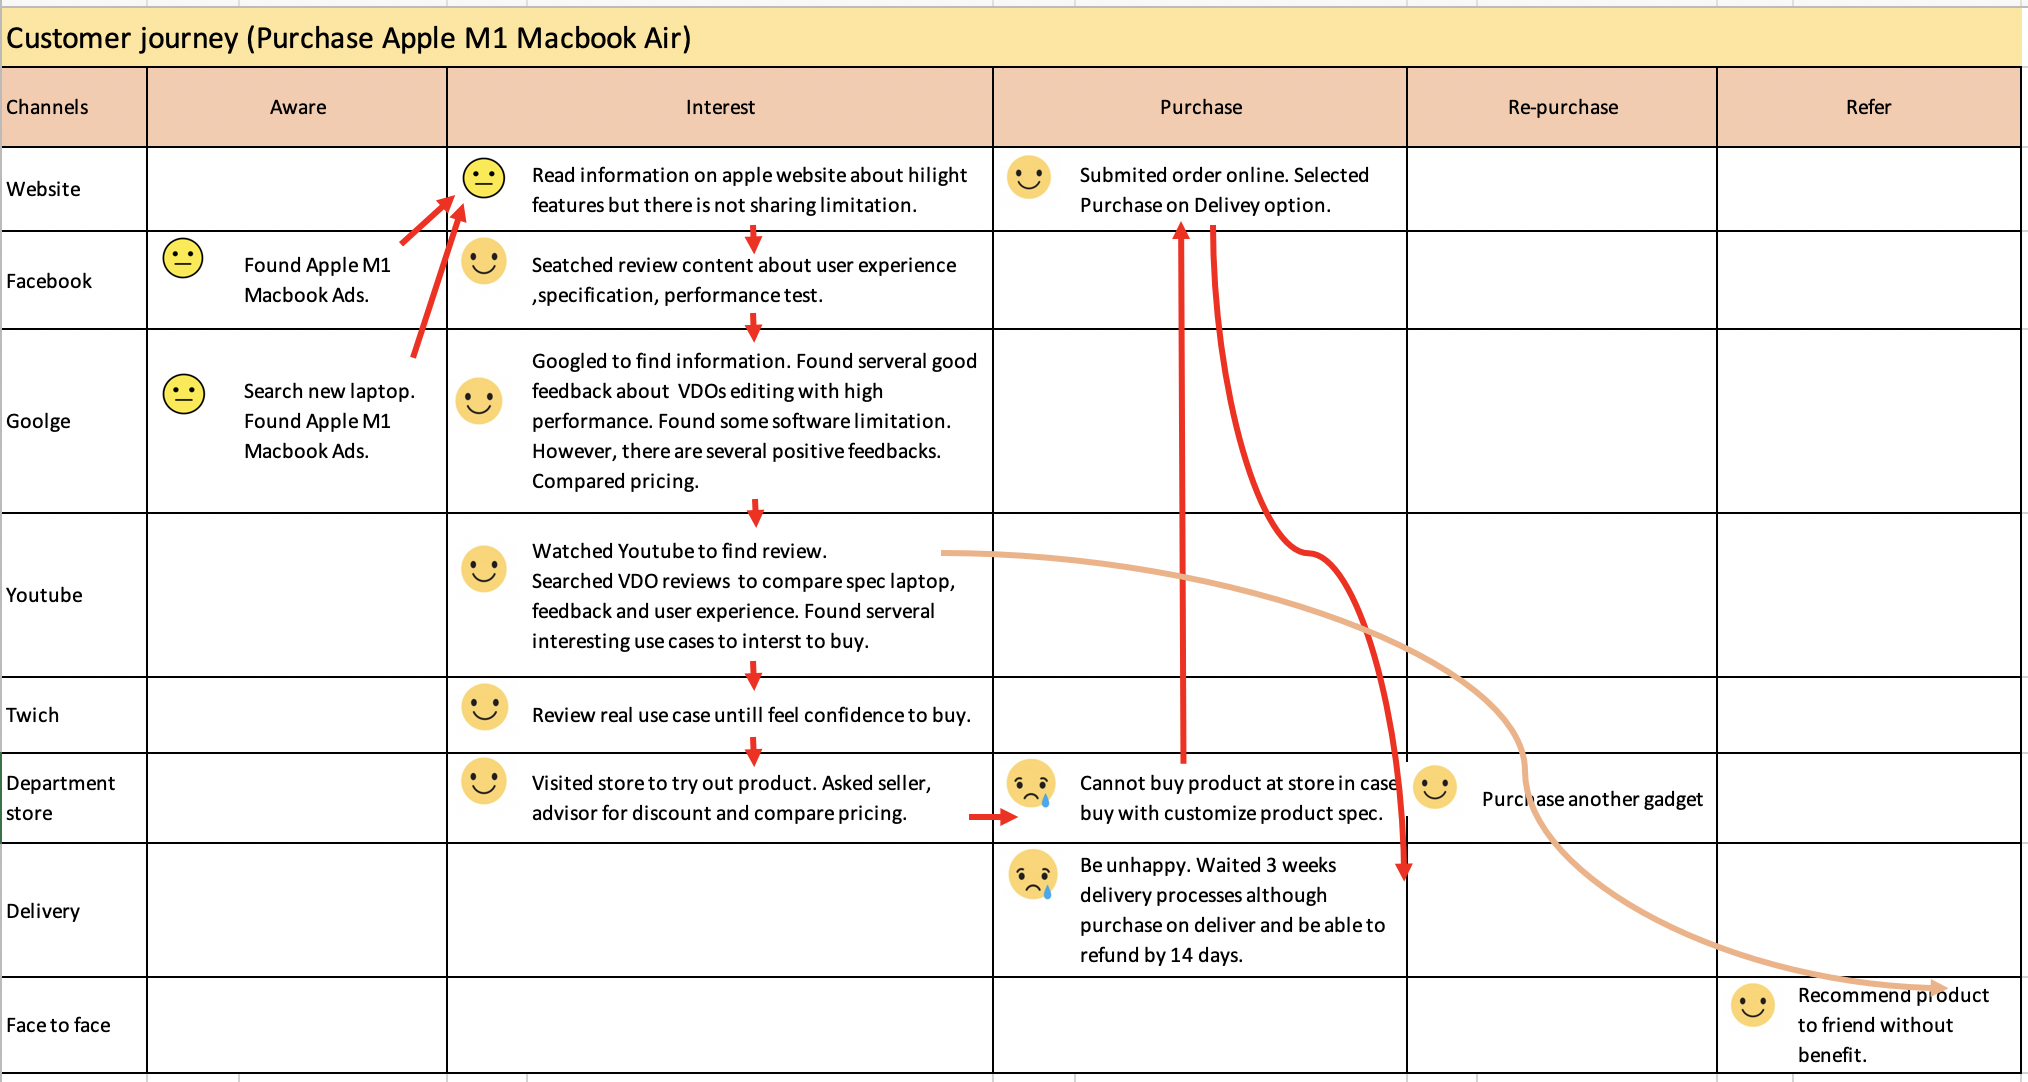 Customer journey (Purchase Apple M1 Macbook Air)
Channels
Aware
Interest
Purchase
Re-purchase
Refer
Website
Read information on apple website about hilight
features but there is not sharing limitation.
Submited order online. Selected
Purchase on Delivey option.
Facebook
Found Apple M1
Macbook Ads.
Seatched review content about user experience
,specification, performance test.
Goolge
Search new laptop.
Found Apple M1
Macbook Ads.
Googled to find information. Found serveral good
feedback about  VDOs editing with high
performance. Found some software limitation.
However, there are several positive feedbacks.
Compared pricing.
Youtube
Watched Youtube to find review.
Searched VDO reviews  to compare spec laptop,
feedback and user experience. Found serveral
interesting use cases to interst to buy.
Twich
Review real use case untill feel confidence to buy.
Department
store
Visited store to try out product. Asked seller,
advisor for discount and compare pricing.
Cannot buy product at store in case
buy with customize product spec.
Purchase another gadget
Delivery
Be unhappy. Waited 3 weeks
delivery processes although
purchase on deliver and be able to
refund by 14 days.
Face to face
Recommend product
to friend without
benefit.